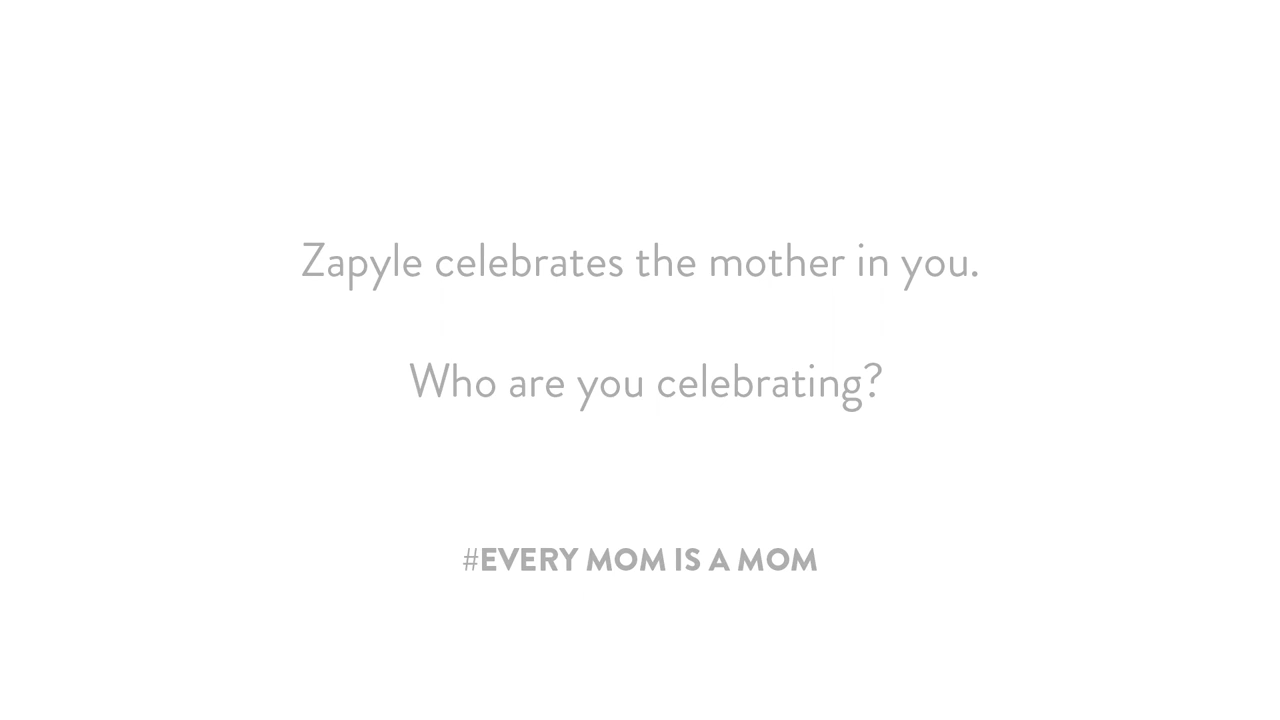 Zapyle celebrates the mother in you.
Who are you celebrating?
#EVERY MOM IS A MOM